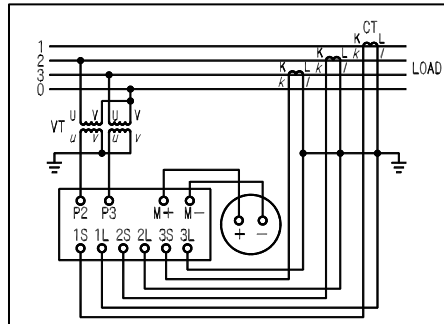 CT
1 K L
2 K L k l
3 K L k l LOAD
0 k l
U V U V
VT
u v u v
P2 P3 M+ M-
+ -
1S 1L 2S 2L 3S 3L